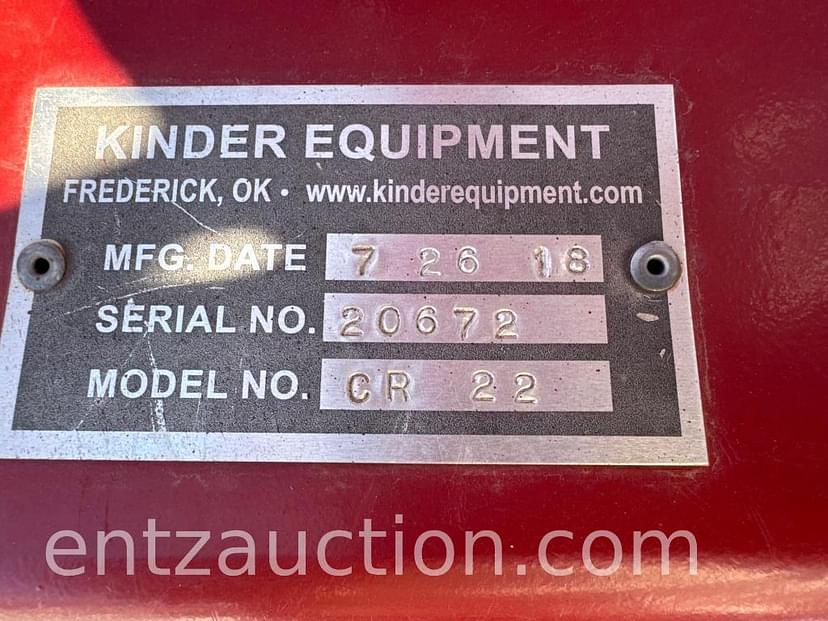 KINDER EQUIPMENT
FREDERICK, OK • www.kinderequipment.com
MFG. DATE 7 26 18
SERIAL NO. 20672
MODEL NO. CR 22
entzauction.com